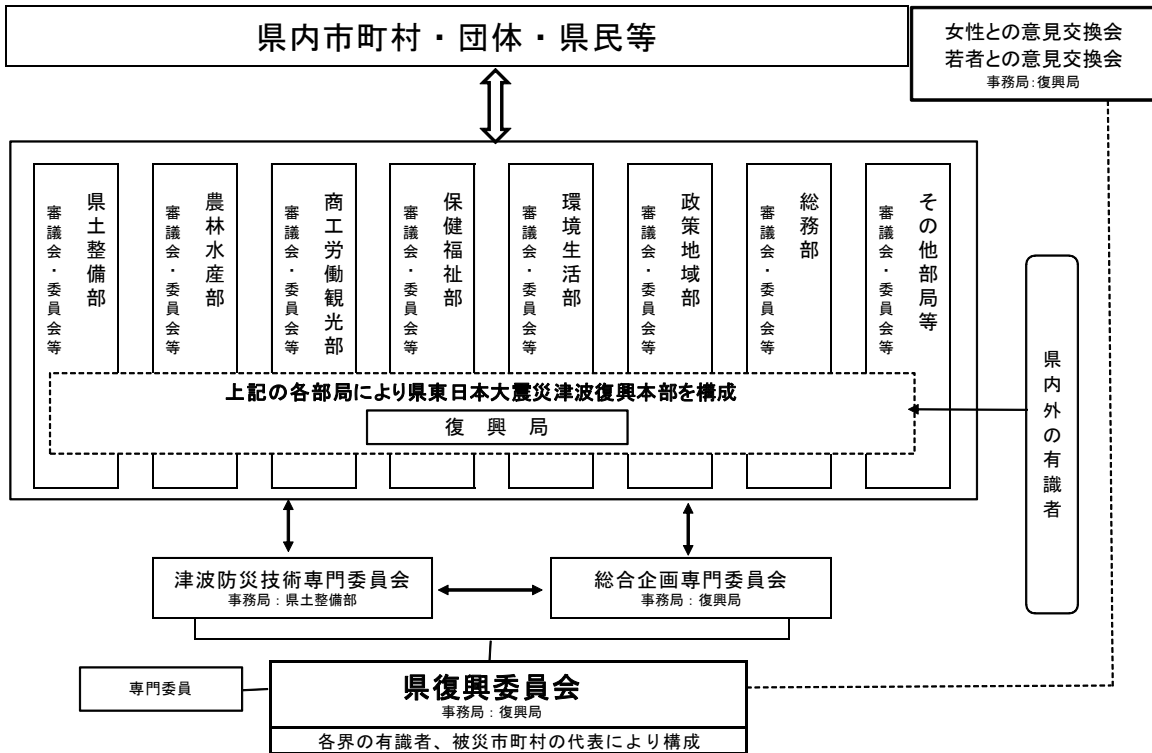 県内市町村・団体・県民等
女性との意見交換会
若者との意見交換会
事務局：復興局
県土整備部
審議会・委員会等
農林水産部
審議会・委員会等
商工労働観光部
審議会・委員会等
保健福祉部
審議会・委員会等
環境生活部
審議会・委員会等
政策地域部
審議会・委員会等
総務部
審議会・委員会等
その他部局等
審議会・委員会等
上記の各部局により県東日本大震災津波復興本部を構成
復興局
県内外の有識者
津波防災技術専門委員会
事務局：県土整備部
総合企画専門委員会
事務局：復興局
専門委員
県復興委員会
事務局：復興局
各界の有識者、被災市町村の代表により構成